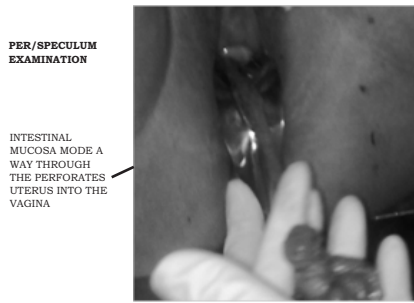 PER/SPECULUM
EXAMINATION
INTESTINAL
MUCOSA MODE A
WAY THROUGH
THE PERFORATES
UTERUS INTO THE
VAGINA